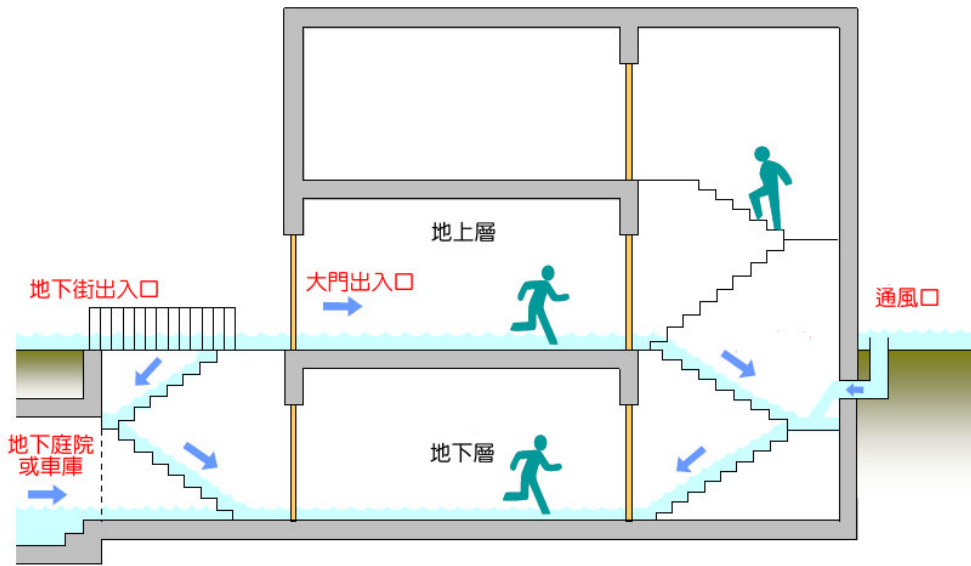 地上層
地下街出入口
大門出入口
通風口
地下庭院
或車庫
地下層